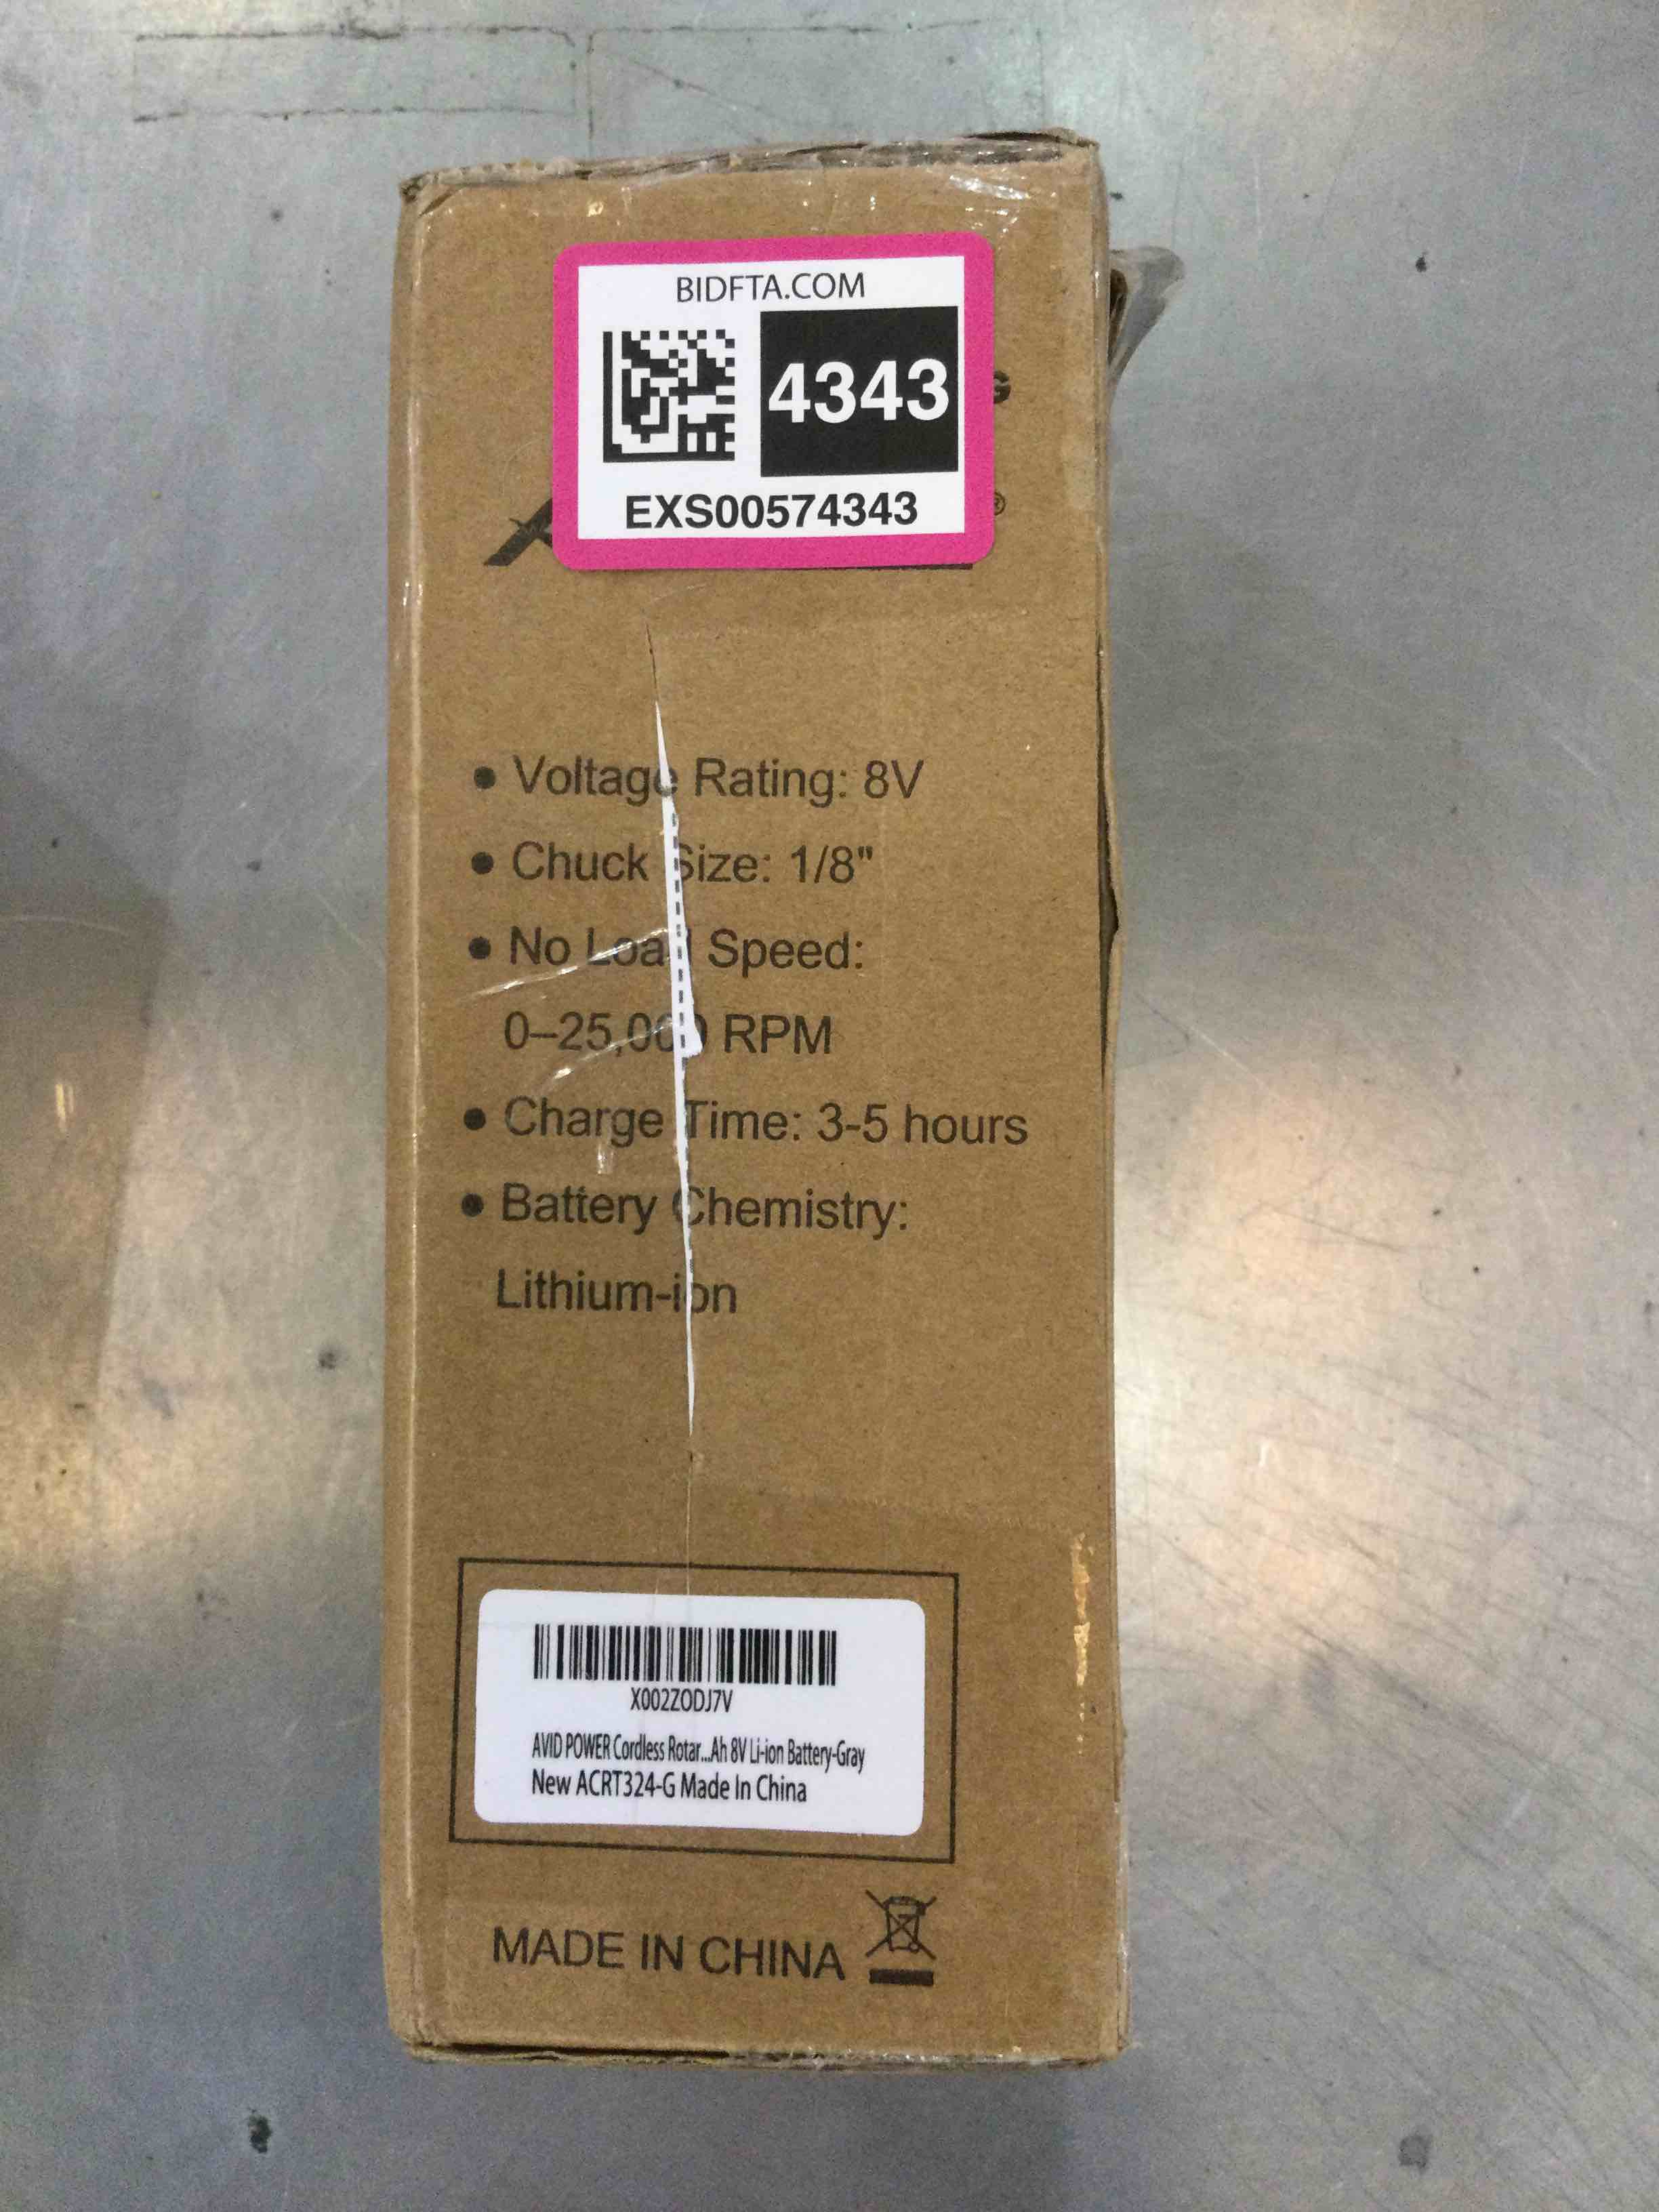 BIDFTA.COM
4343
EXS00574343
®
• Voltage Rating: 8V
• Chuck Size: 1/8"
• No Load Speed:
0–25,000 RPM
• Charge Time: 3-5 hours
• Battery Chemistry:
Lithium-ion
X002ZODJ7V
AVID POWER Cordless Rotar...Ah 8V Li-ion Battery-Gray
New ACRT324-G Made In China
MADE IN CHINA